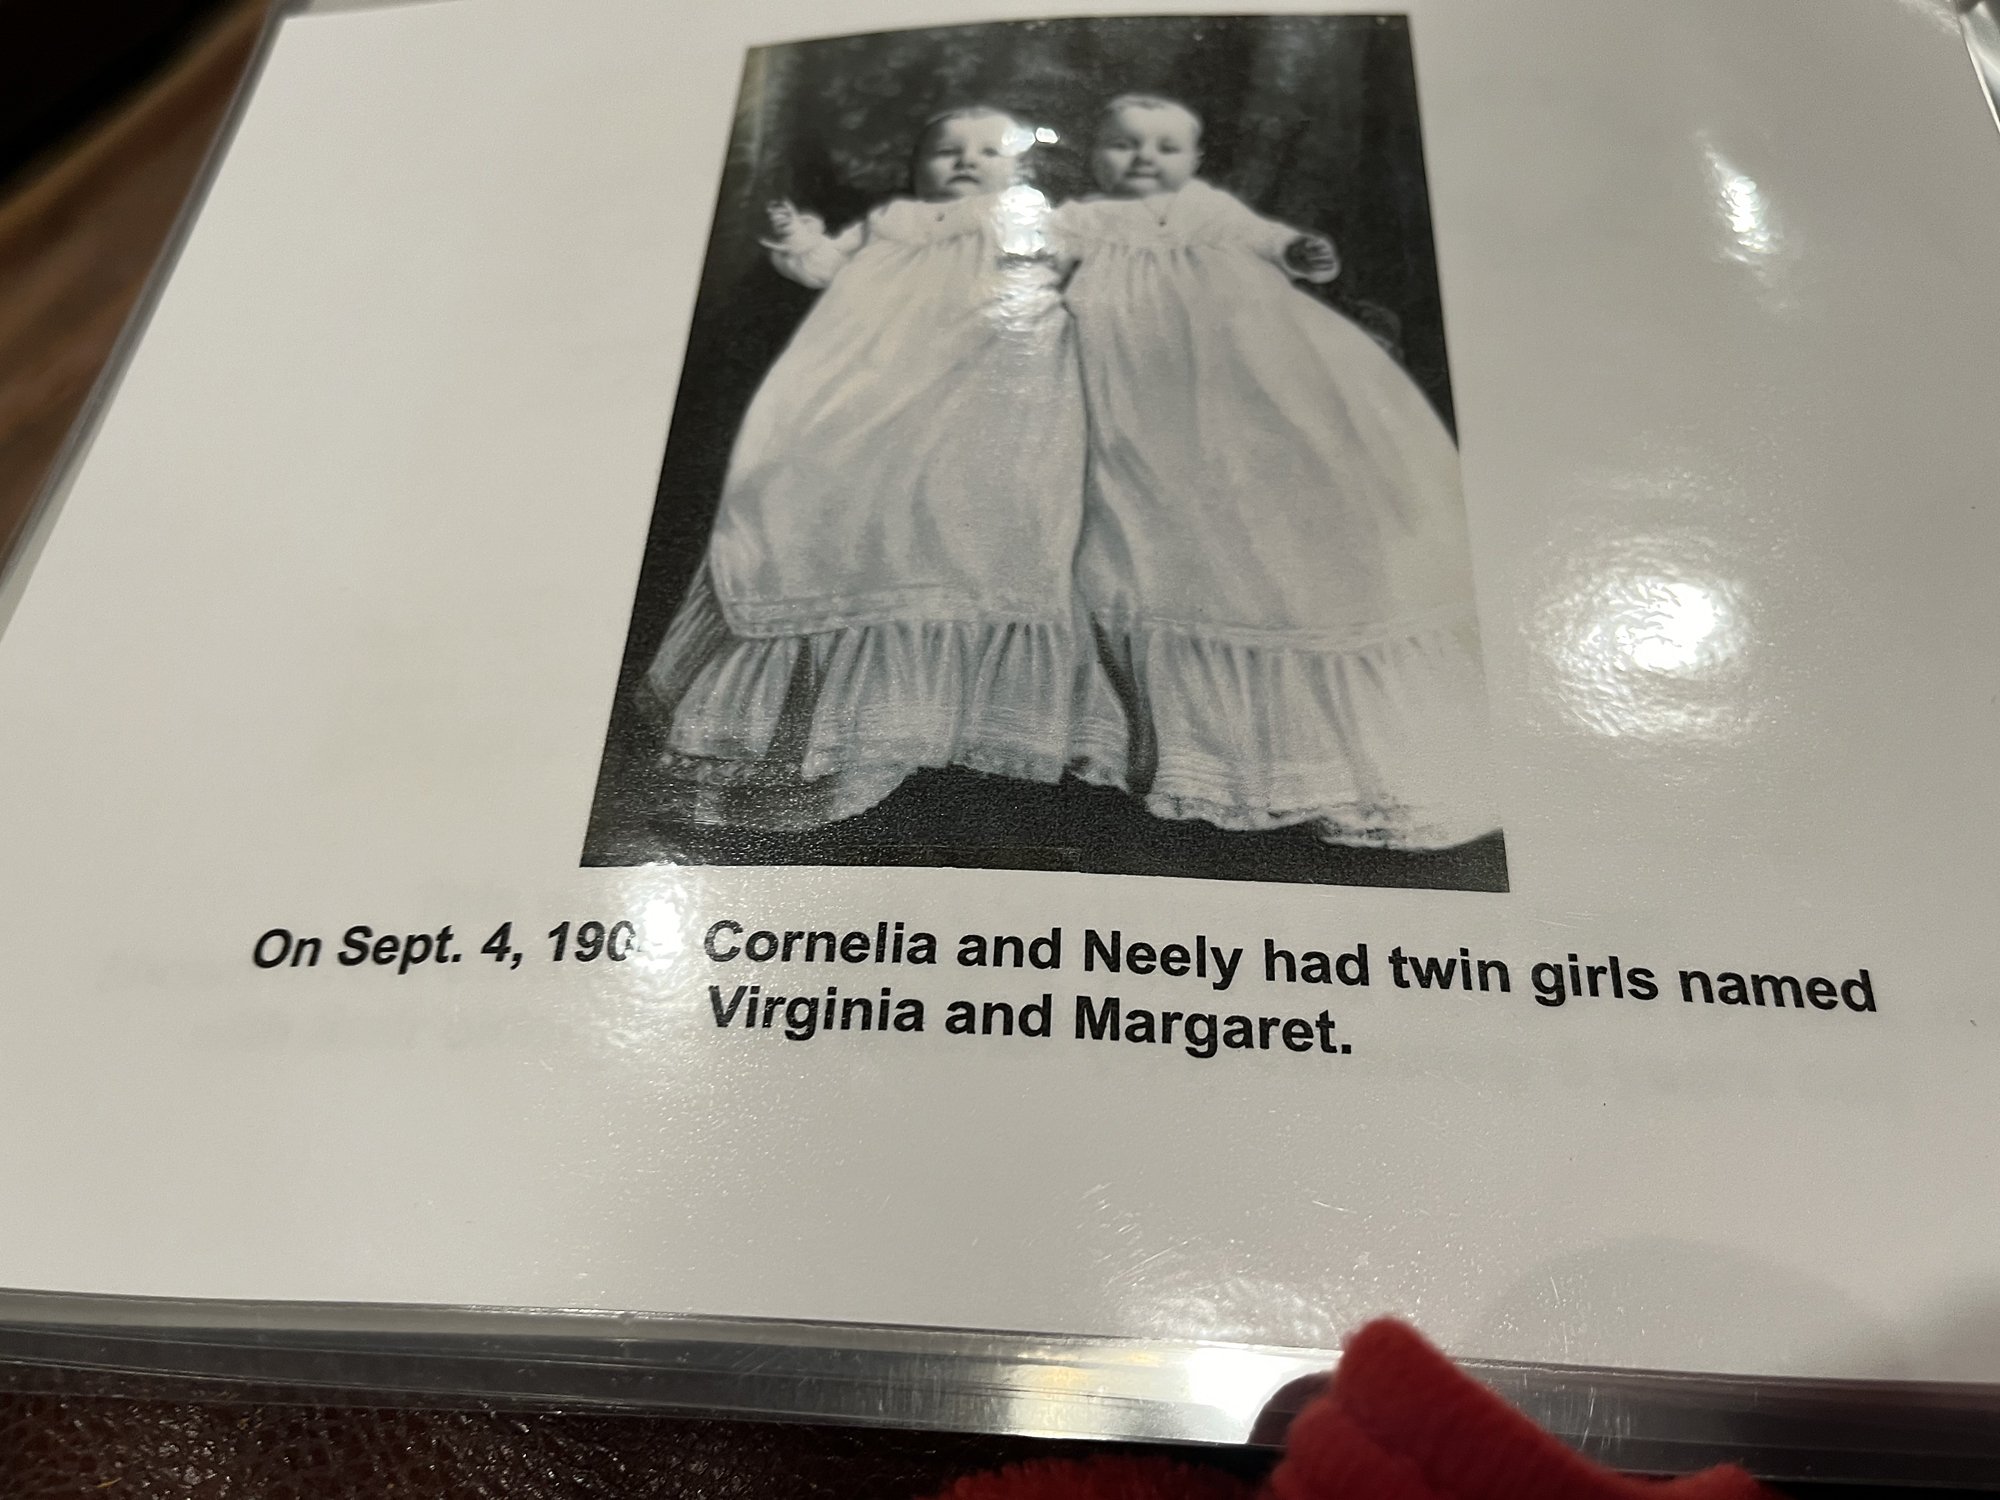 On Sept. 4, Cornelia and Neely had twin girls named
Virginia and Margaret.